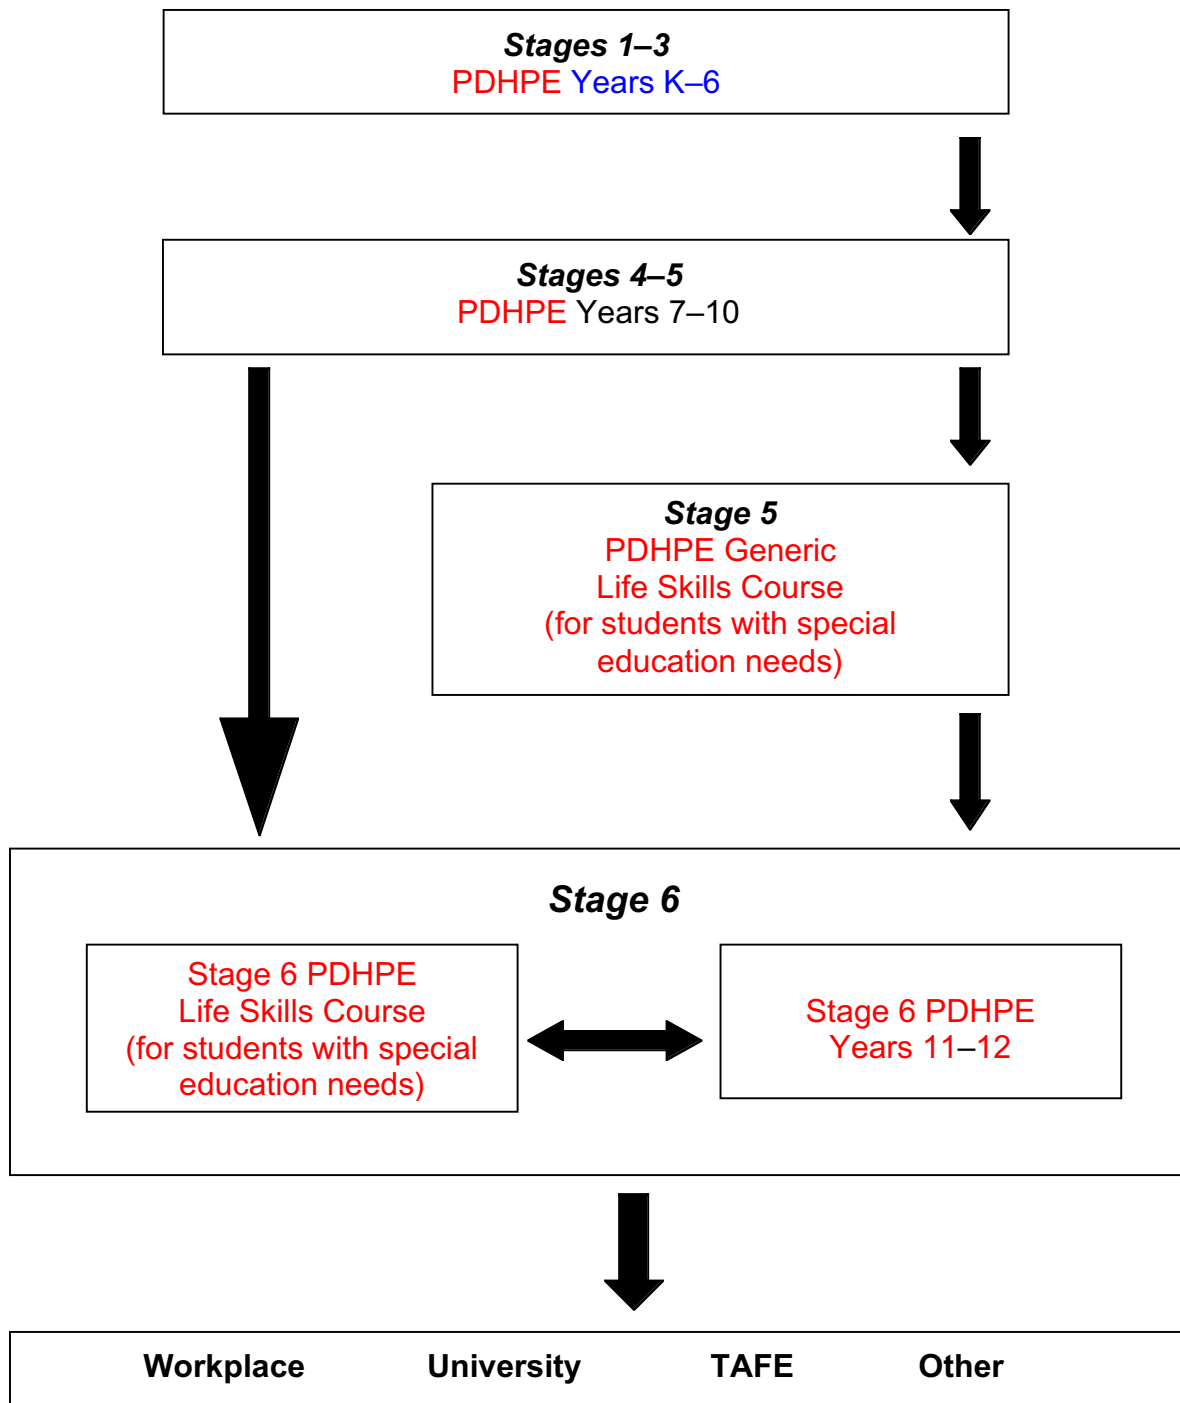 Stages 1–3
PDHPE Years K–6
Stages 4–5
PDHPE Years 7–10
Stage 5
PDHPE Generic
Life Skills Course
(for students with special
education needs)
Stage 6
Stage 6 PDHPE
Life Skills Course
(for students with special
education needs)
Stage 6 PDHPE
Years 11–12
Workplace University TAFE Other